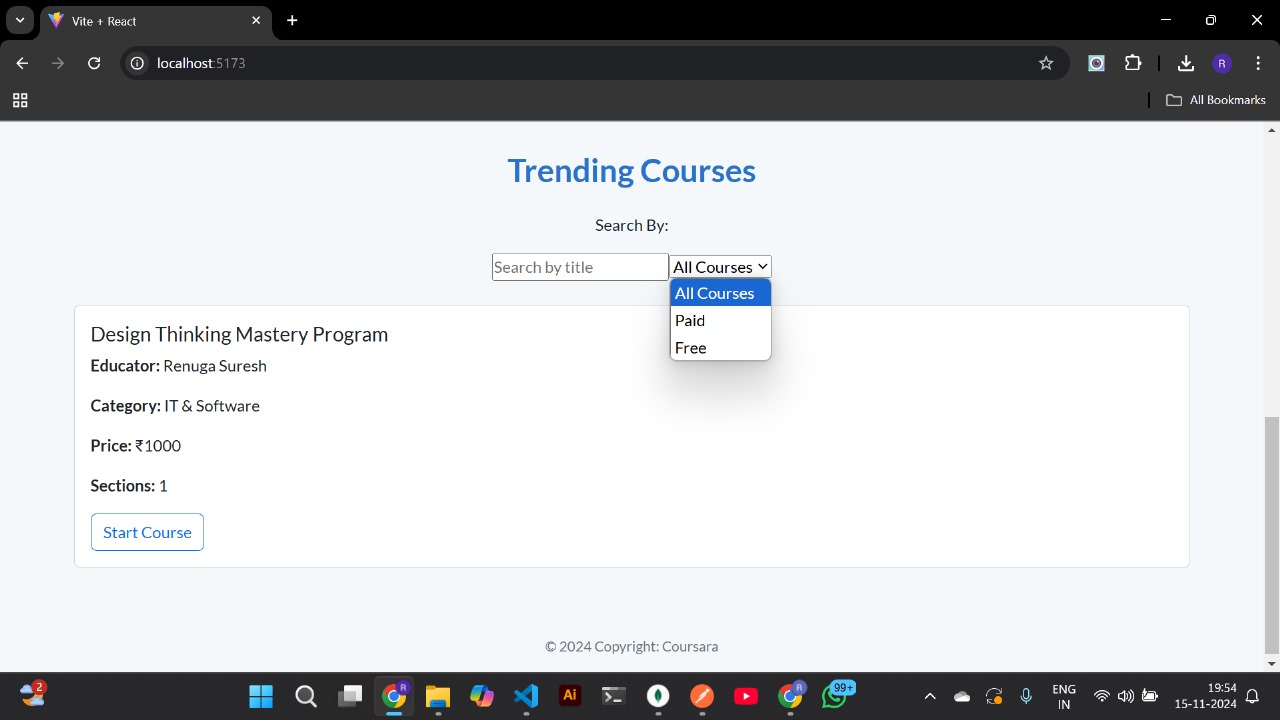 Vite + React
localhost:5173
All Bookmarks
Trending Courses
Search By:
Search by title
All Courses
All Courses
Paid
Free
Design Thinking Mastery Program
Educator: Renuga Suresh
Category: IT & Software
Price: ₹1000
Sections: 1
Start Course
© 2024 Copyright: Coursara
2
R
Ai
R
99+
ENG
IN
19:54
15-11-2024
R